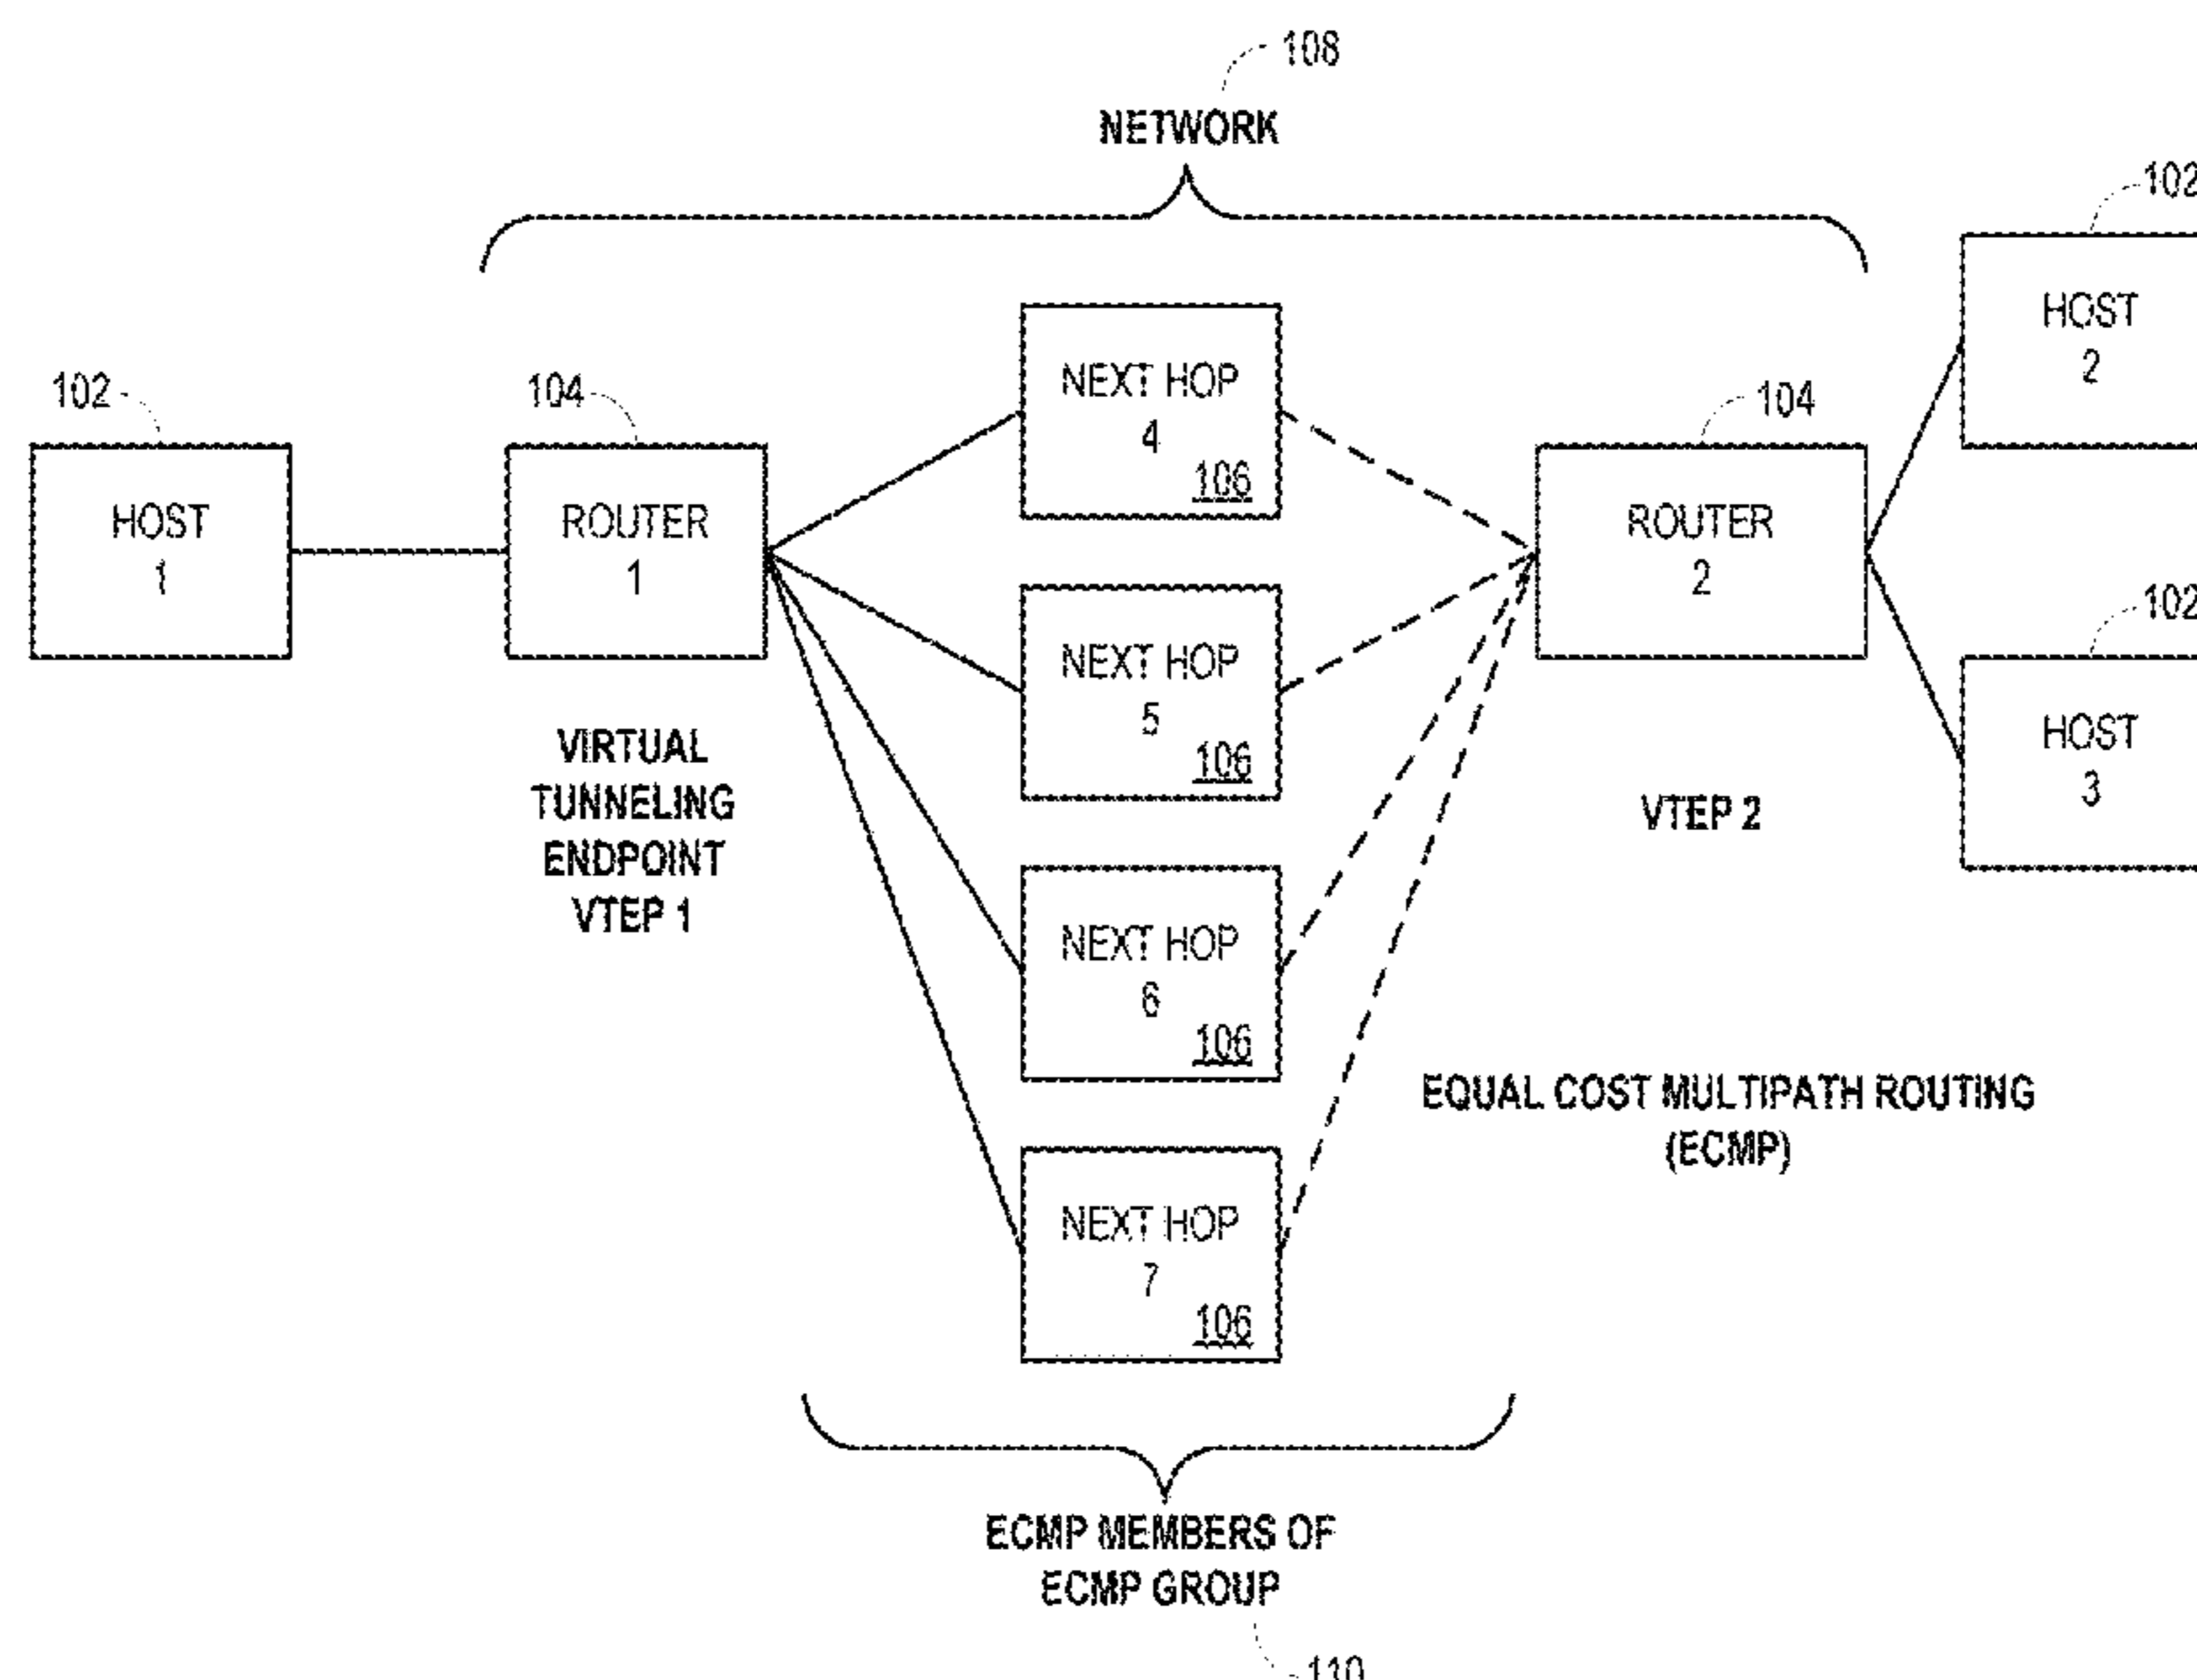 108
NETWORK
102
HOST
2
102
HOST
1
104
ROUTER
1
NEXT HOP
4
106
104
ROUTER
2
NEXT HOP
5
106
102
HOST
3
VIRTUAL
TUNNELING
ENDPOINT
VTEP 1
VTEP 2
NEXT HOP
6
106
EQUAL COST MULTIPATH ROUTING
(ECMP)
NEXT HOP
7
106
ECMP MEMBERS OF
ECMP GROUP
110